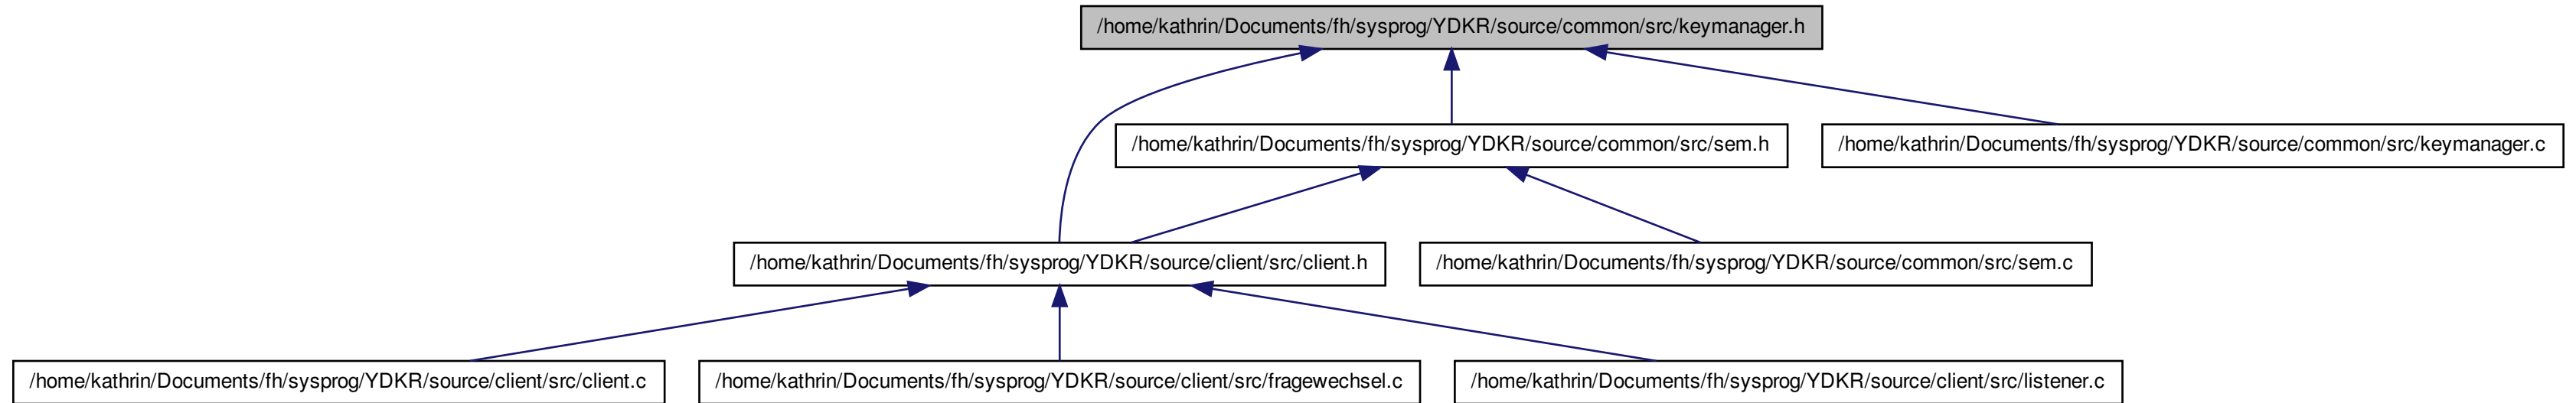 /home/kathrin/Documents/fh/sysprog/YDKR/source/common/src/keymanager.h
/home/kathrin/Documents/fh/sysprog/YDKR/source/common/src/sem.h
/home/kathrin/Documents/fh/sysprog/YDKR/source/common/src/keymanager.c
/home/kathrin/Documents/fh/sysprog/YDKR/source/client/src/client.h
/home/kathrin/Documents/fh/sysprog/YDKR/source/common/src/sem.c
/home/kathrin/Documents/fh/sysprog/YDKR/source/client/src/client.c
/home/kathrin/Documents/fh/sysprog/YDKR/source/client/src/fragewechsel.c
/home/kathrin/Documents/fh/sysprog/YDKR/source/client/src/listener.c